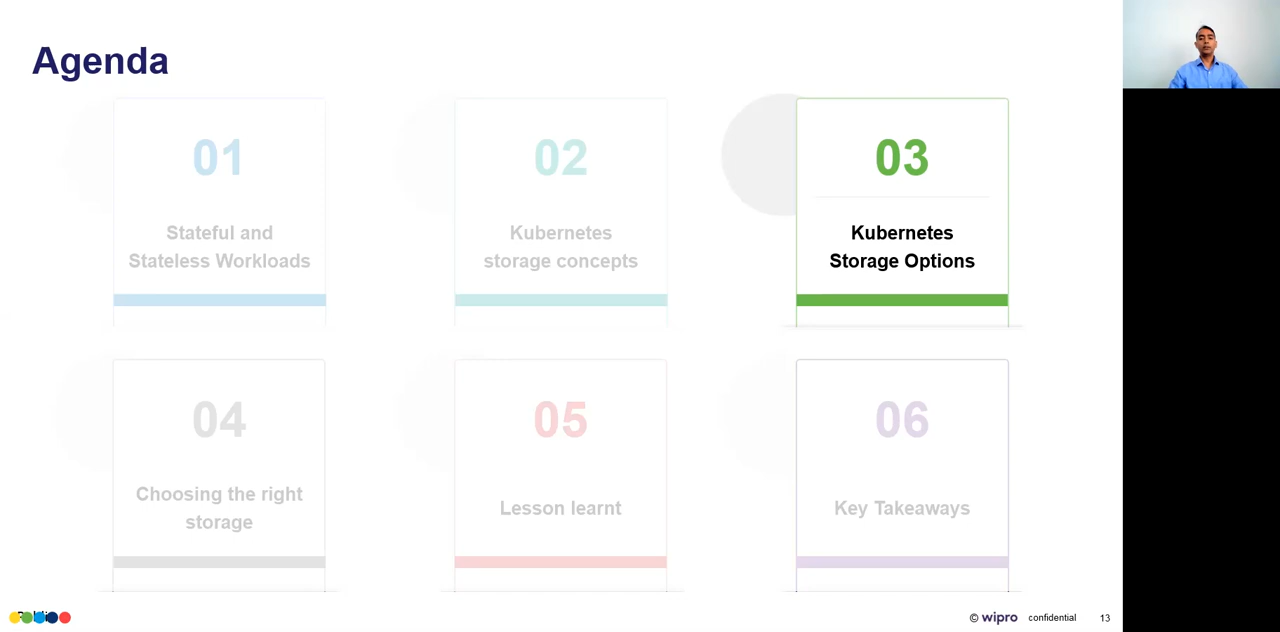 Agenda
01
Stateful and
Stateless Workloads
02
Kubernetes
storage concepts
03
Kubernetes
Storage Options
04
Choosing the right
storage
05
Lesson learnt
06
Key Takeaways
© wipro confidential 13